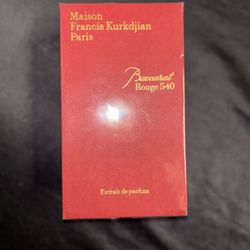 Maison
Francis Kurkdjian
Paris
Baccarat
Rouge 540
Extrait de parfum